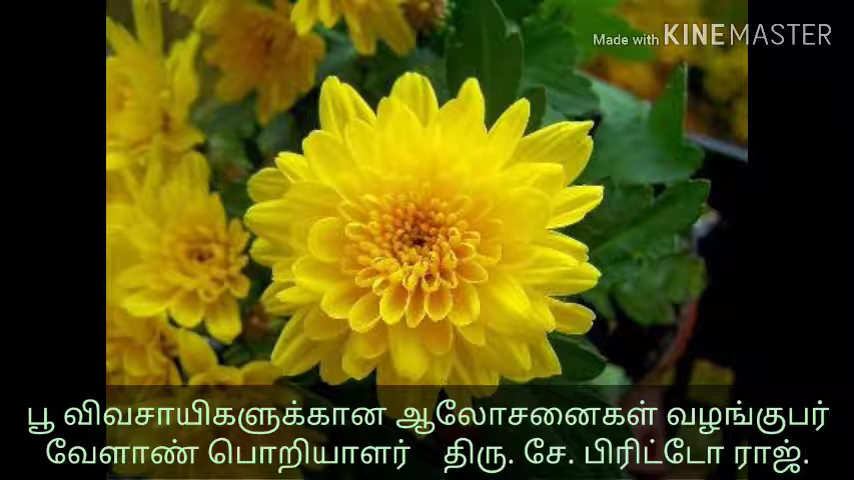 Made with KINEMASTER
பூ விவசாயிகளுக்கான ஆலோசனைகள் வழங்குபர்
வேளாண் பொறியாளர் திரு. சே. பிரிட்டோ ராஜ்.